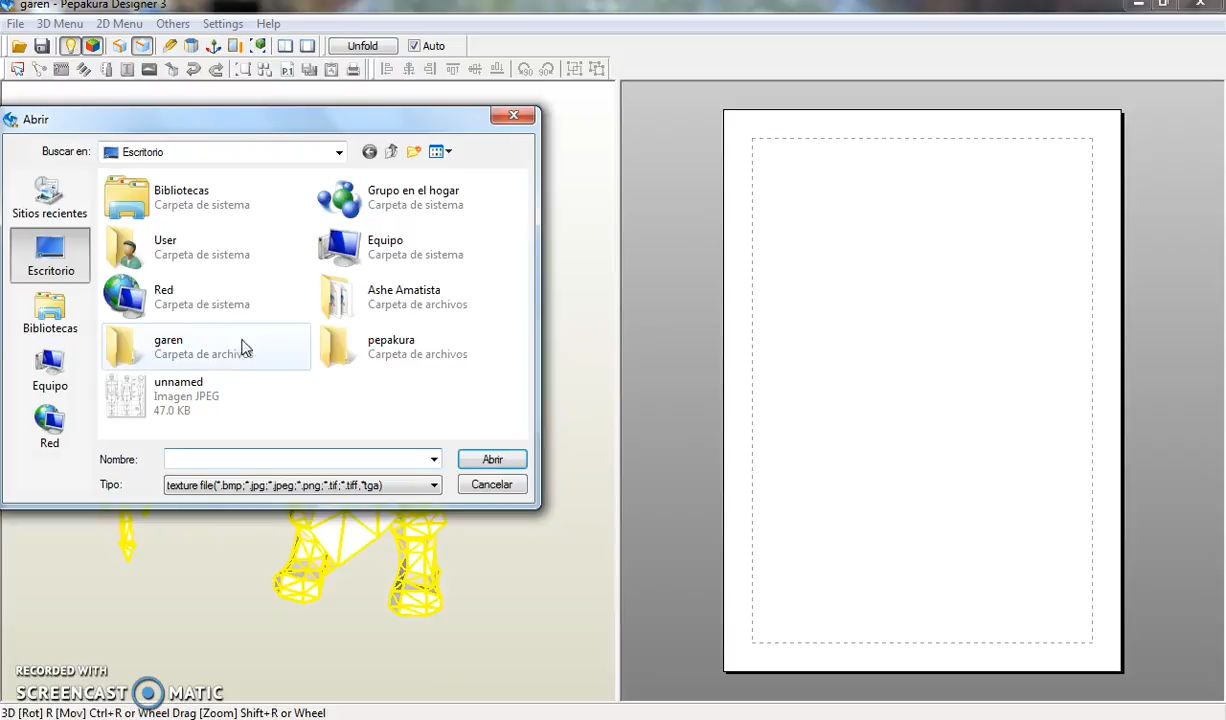 garen - Pepakura Designer 3
File 3D Menu 2D Menu Others Settings Help
Unfold Auto
P.1 90 90
Abrir
Buscar en: Escritorio
Sitios recientes
Escritorio
Bibliotecas
Equipo
Red
Bibliotecas
Carpeta de sistema
Grupo en el hogar
Carpeta de sistema
User
Carpeta de sistema
Equipo
Carpeta de sistema
Red
Carpeta de sistema
Ashe Amatista
Carpeta de archivos
garen
Carpeta de archivos
pepakura
Carpeta de archivos
unnamed
Imagen JPEG
47.0 KB
Nombre: Abrir
Tipo: texture file(*.bmp;*.jpg;*.jpeg;*.png;*.tif;*.tiff,*tga) Cancelar
RECORDED WITH
SCREENCAST MATIC
3D [Rot] R [Mov] Ctrl+R or Wheel Drag [Zoom] Shift+R or Wheel